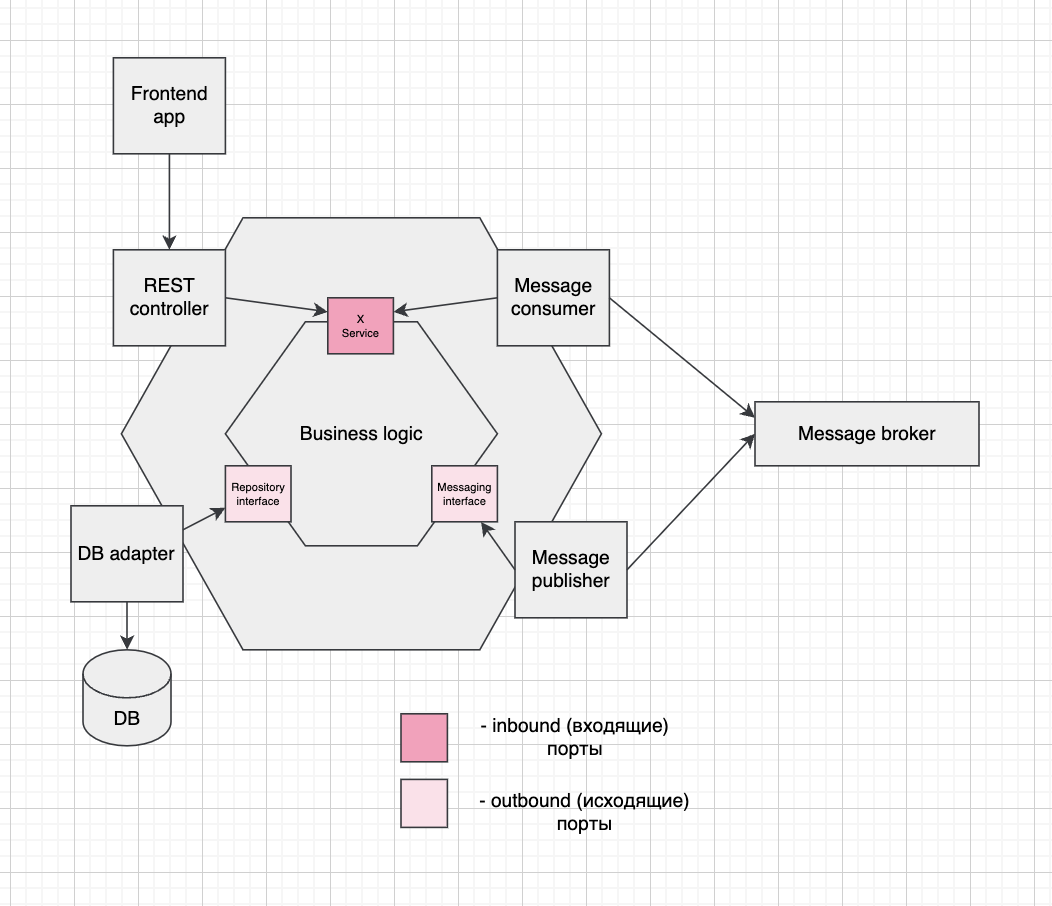 Frontend
app
REST
controller
Message
consumer
X
Service
Message broker
Business logic
Repository
interface
Messaging
interface
DB adapter
Message
publisher
DB
- inbound (входящие)
порты
- outbound (исходящие)
порты